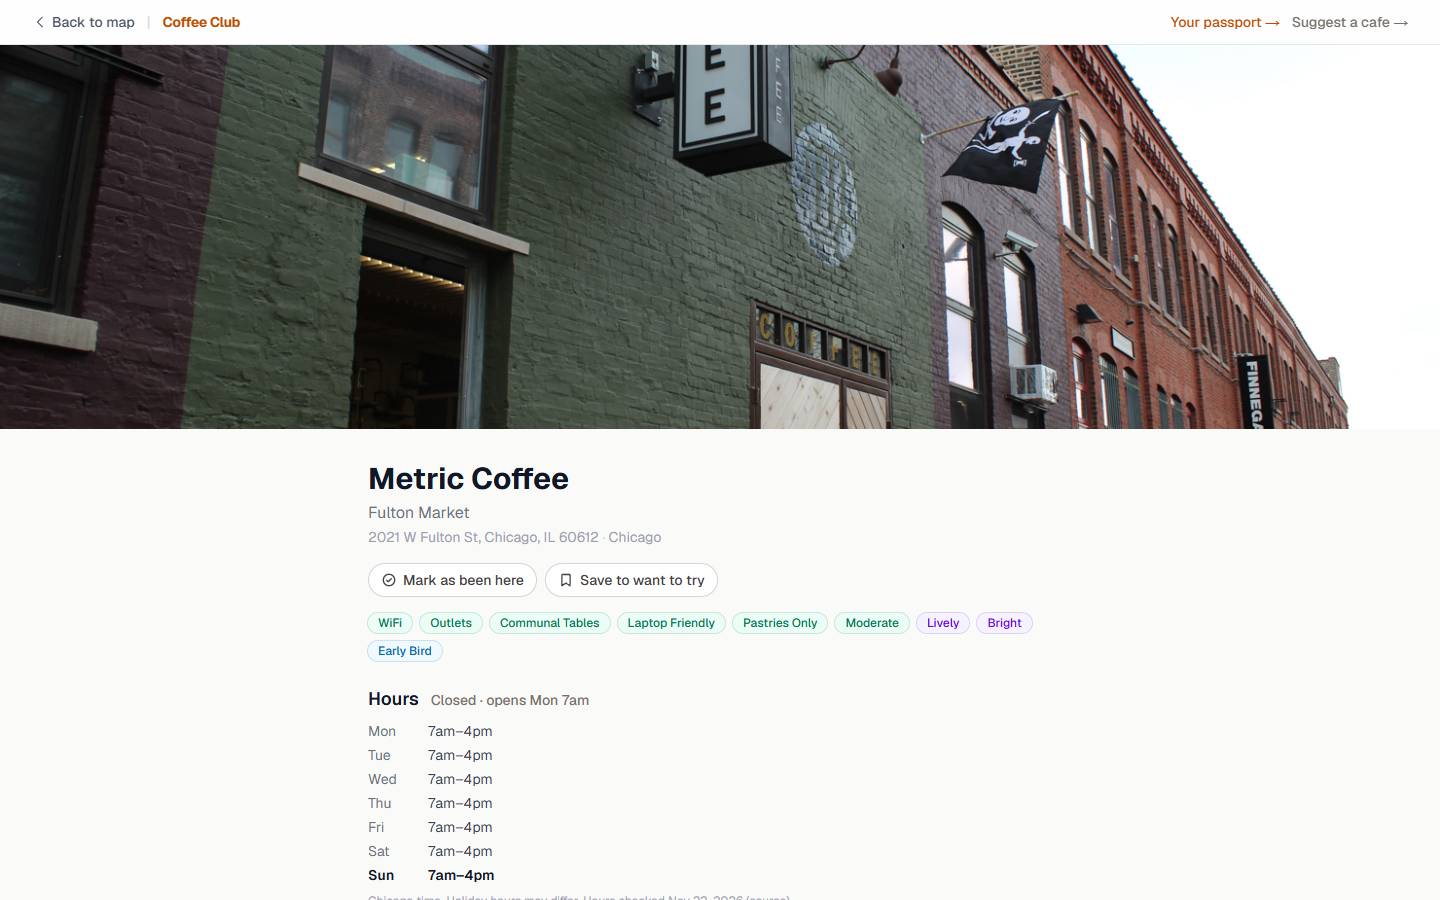 Back to map | Coffee Club
Your passport → Suggest a cafe →
E
E
COFFEE
FINNEGA
Metric Coffee
Fulton Market
2021 W Fulton St, Chicago, IL 60612 · Chicago
Mark as been here
Save to want to try
WiFi Outlets Communal Tables Laptop Friendly Pastries Only Moderate Lively Bright
Early Bird
Hours Closed · opens Mon 7am
Mon 7am–4pm
Tue 7am–4pm
Wed 7am–4pm
Thu 7am–4pm
Fri 7am–4pm
Sat 7am–4pm
Sun 7am–4pm